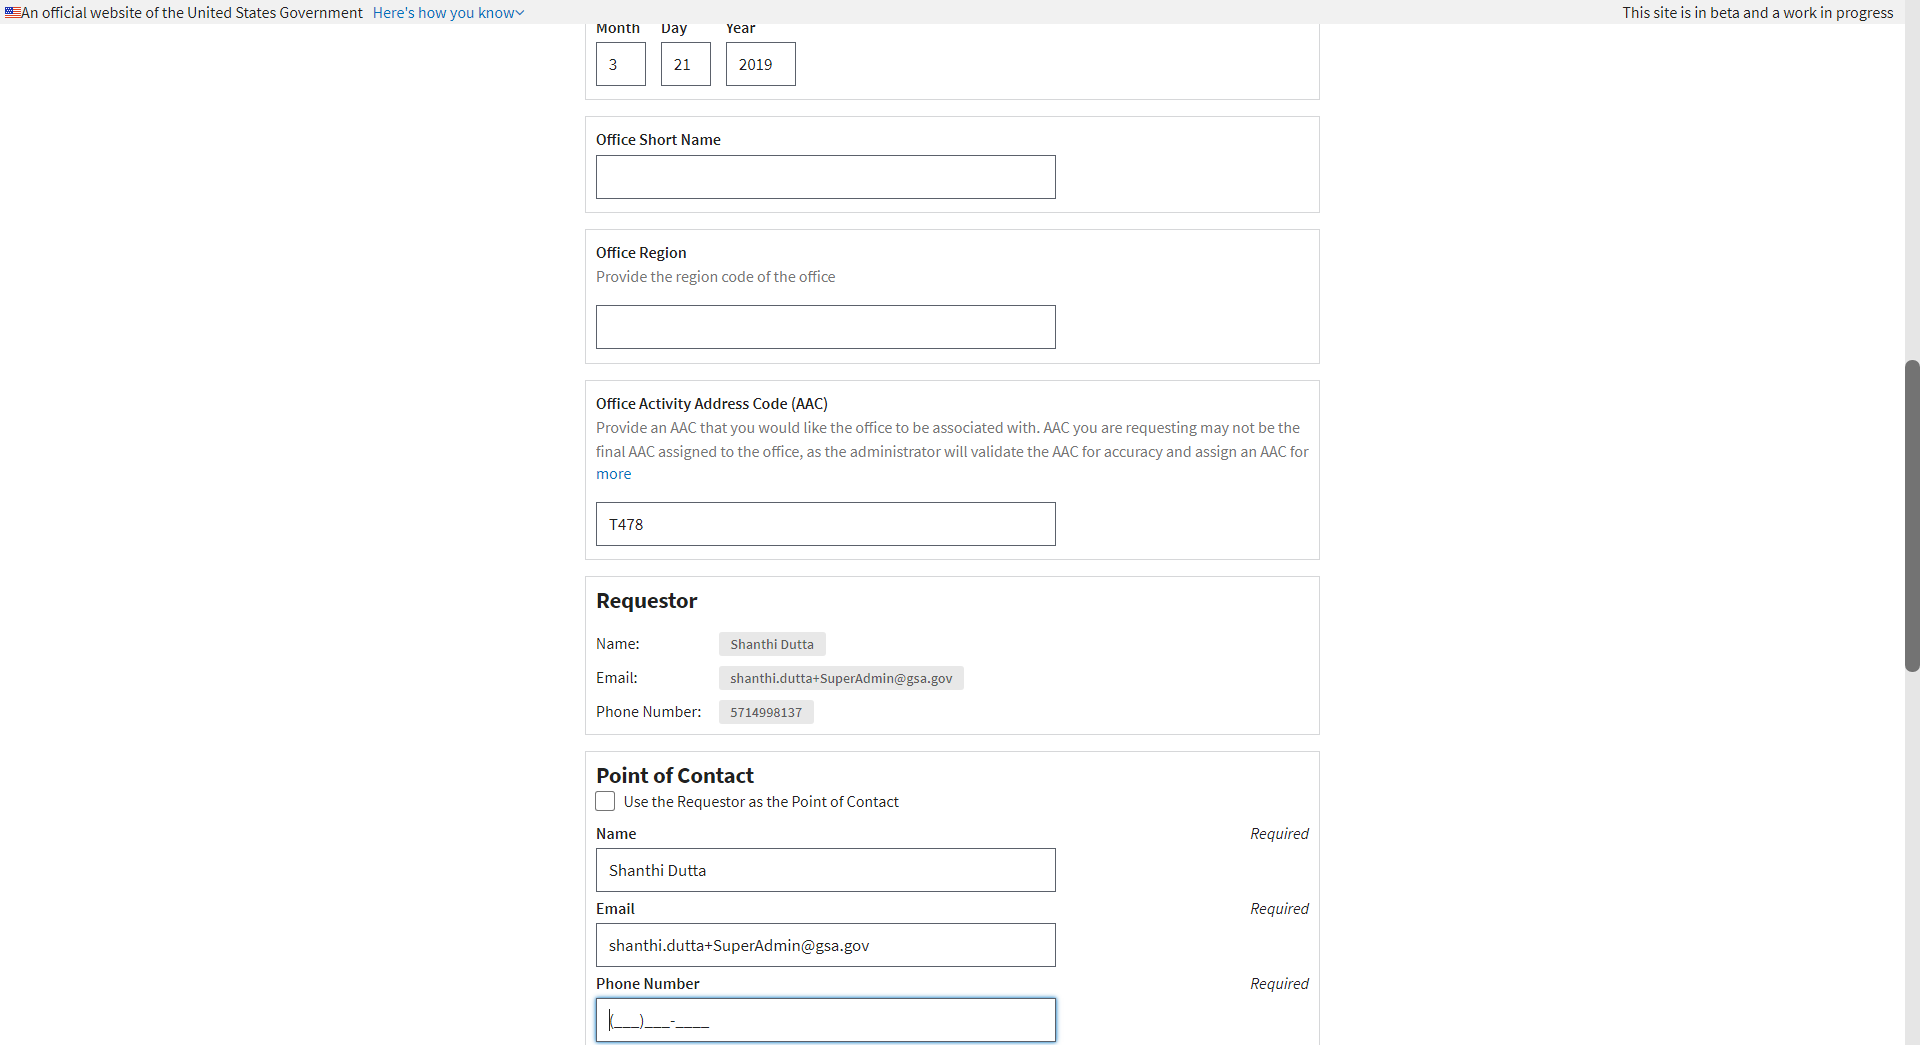 An official website of the United States Government Here's how you know
This site is in beta and a work in progress
Month Day Year
3 21 2019
Office Short Name
Office Region
Provide the region code of the office
Office Activity Address Code (AAC)
Provide an AAC that you would like the office to be associated with. AAC you are requesting may not be the
final AAC assigned to the office, as the administrator will validate the AAC for accuracy and assign an AAC for
more
T478
Requestor
Name: Shanthi Dutta
Email: shanthi.dutta+SuperAdmin@gsa.gov
Phone Number: 5714998137
Point of Contact
Use the Requestor as the Point of Contact
Name Required
Shanthi Dutta
Email Required
shanthi.dutta+SuperAdmin@gsa.gov
Phone Number Required
(___)___-____